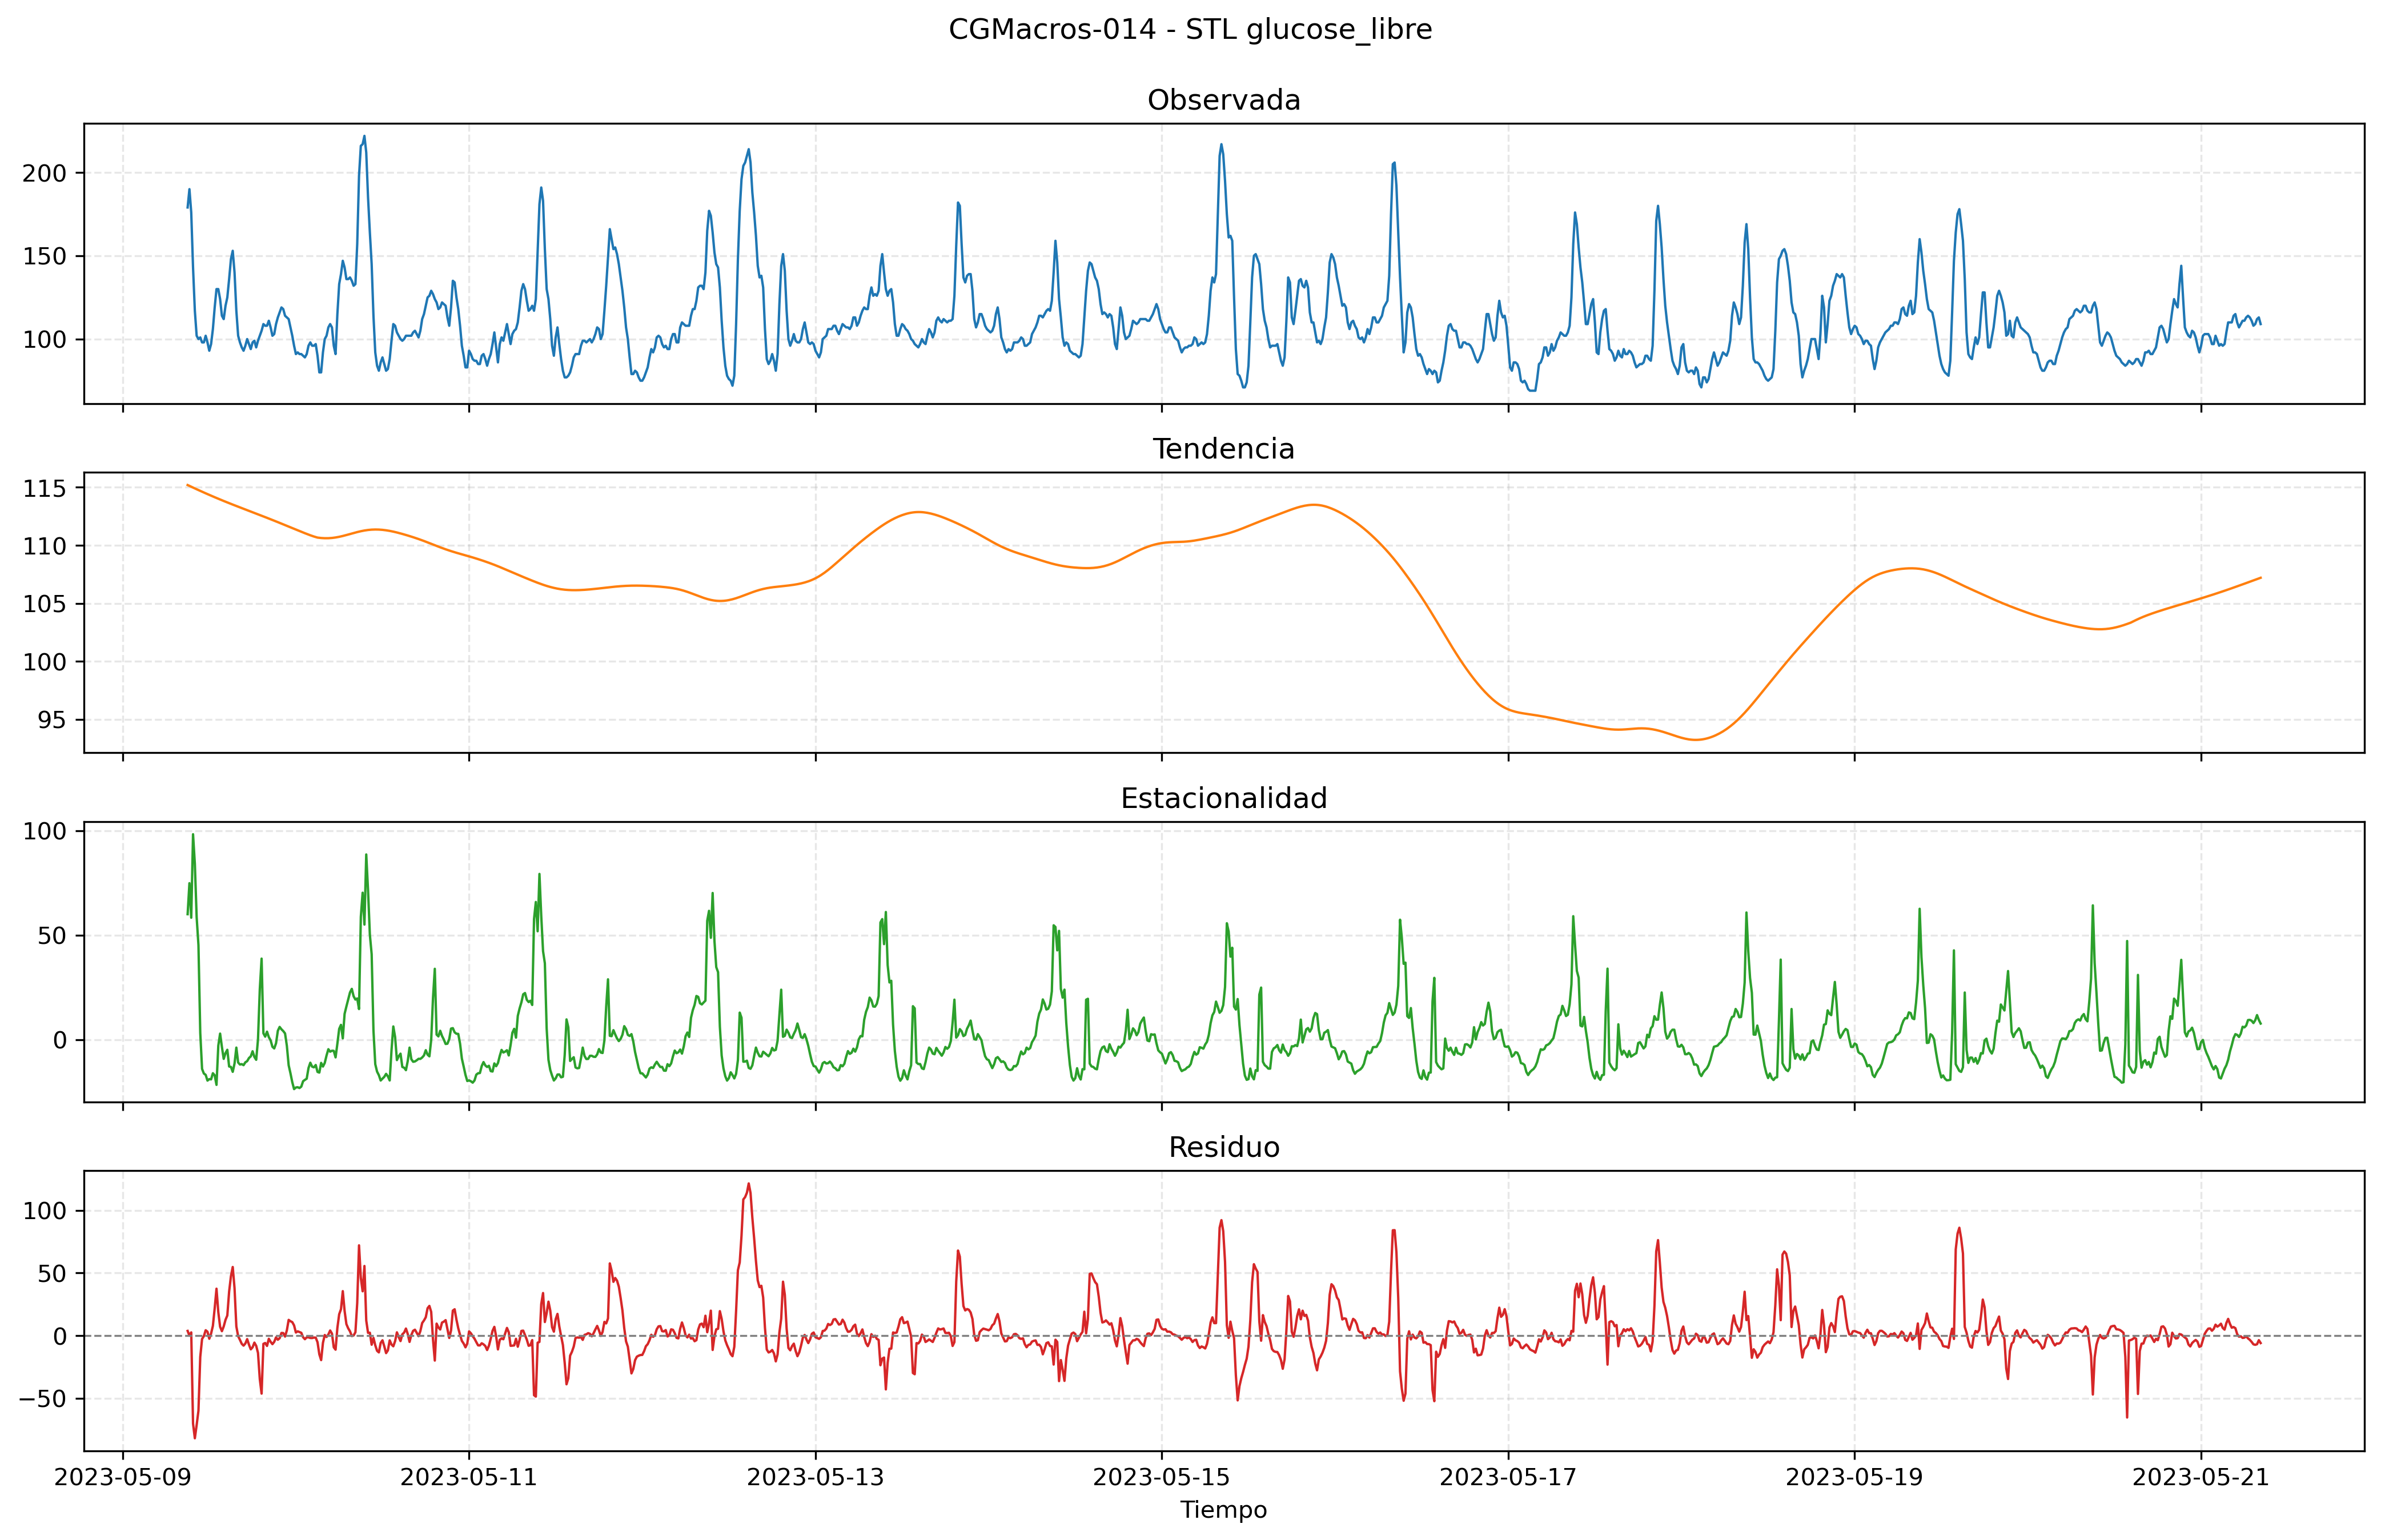 CGMacros-014 - STL glucose_libre
Observada
200
150
100
Tendencia
115
110
105
100
95
Estacionalidad
100
50
0
Residuo
100
50
0
−50
2023-05-09 2023-05-11 2023-05-13 2023-05-15 2023-05-17 2023-05-19 2023-05-21
Tiempo